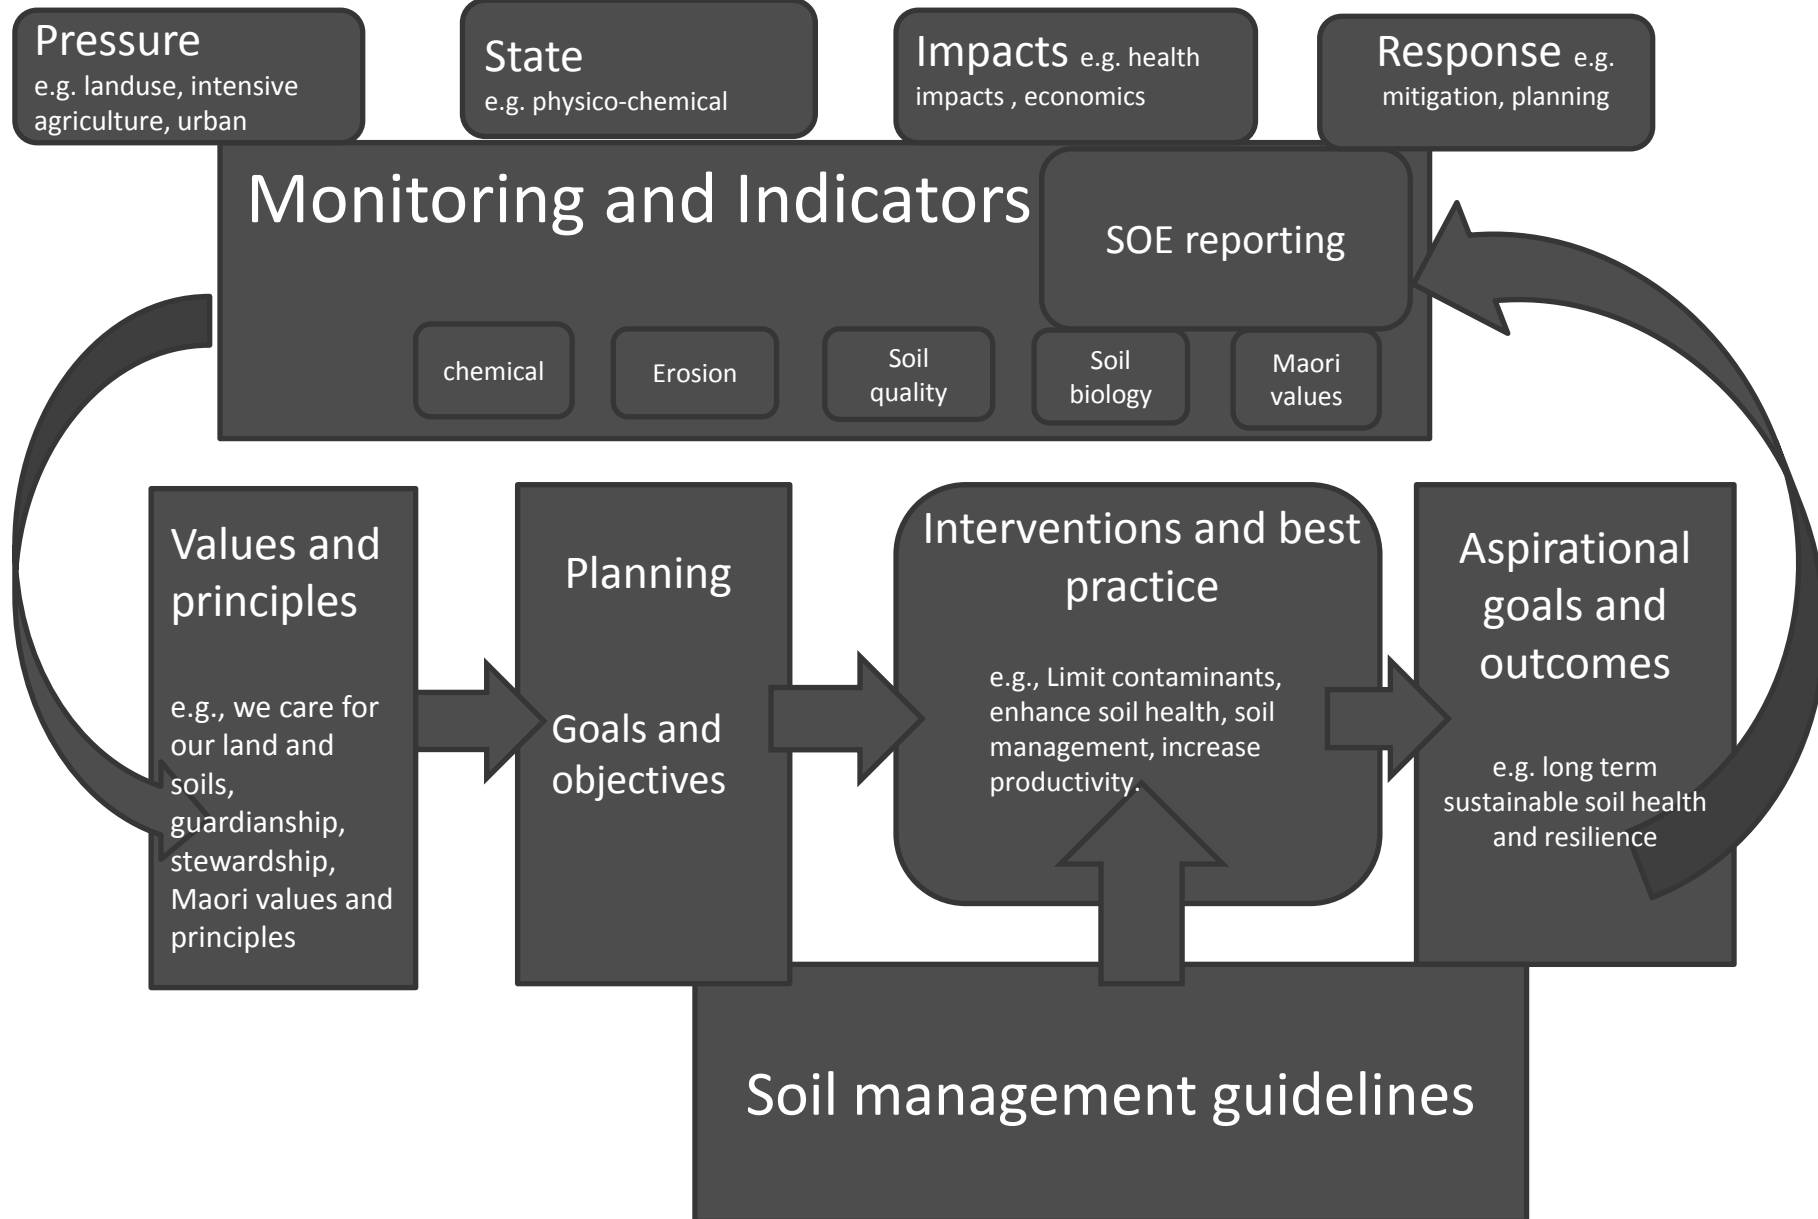 Pressure
e.g. landuse, intensive
agriculture, urban
State
e.g. physico-chemical
Impacts e.g. health
impacts , economics
Response e.g.
mitigation, planning
Monitoring and Indicators
SOE reporting
chemical
Erosion
Soil
quality
Soil
biology
Maori
values
Values and
principles
e.g., we care for
our land and
soils,
guardianship,
stewardship,
Maori values and
principles
Planning
Goals and
objectives
Interventions and best
practice
e.g., Limit contaminants,
enhance soil health, soil
management, increase
productivity.
Aspirational
goals and
outcomes
e.g. long term
sustainable soil health
and resilience
Soil management guidelines